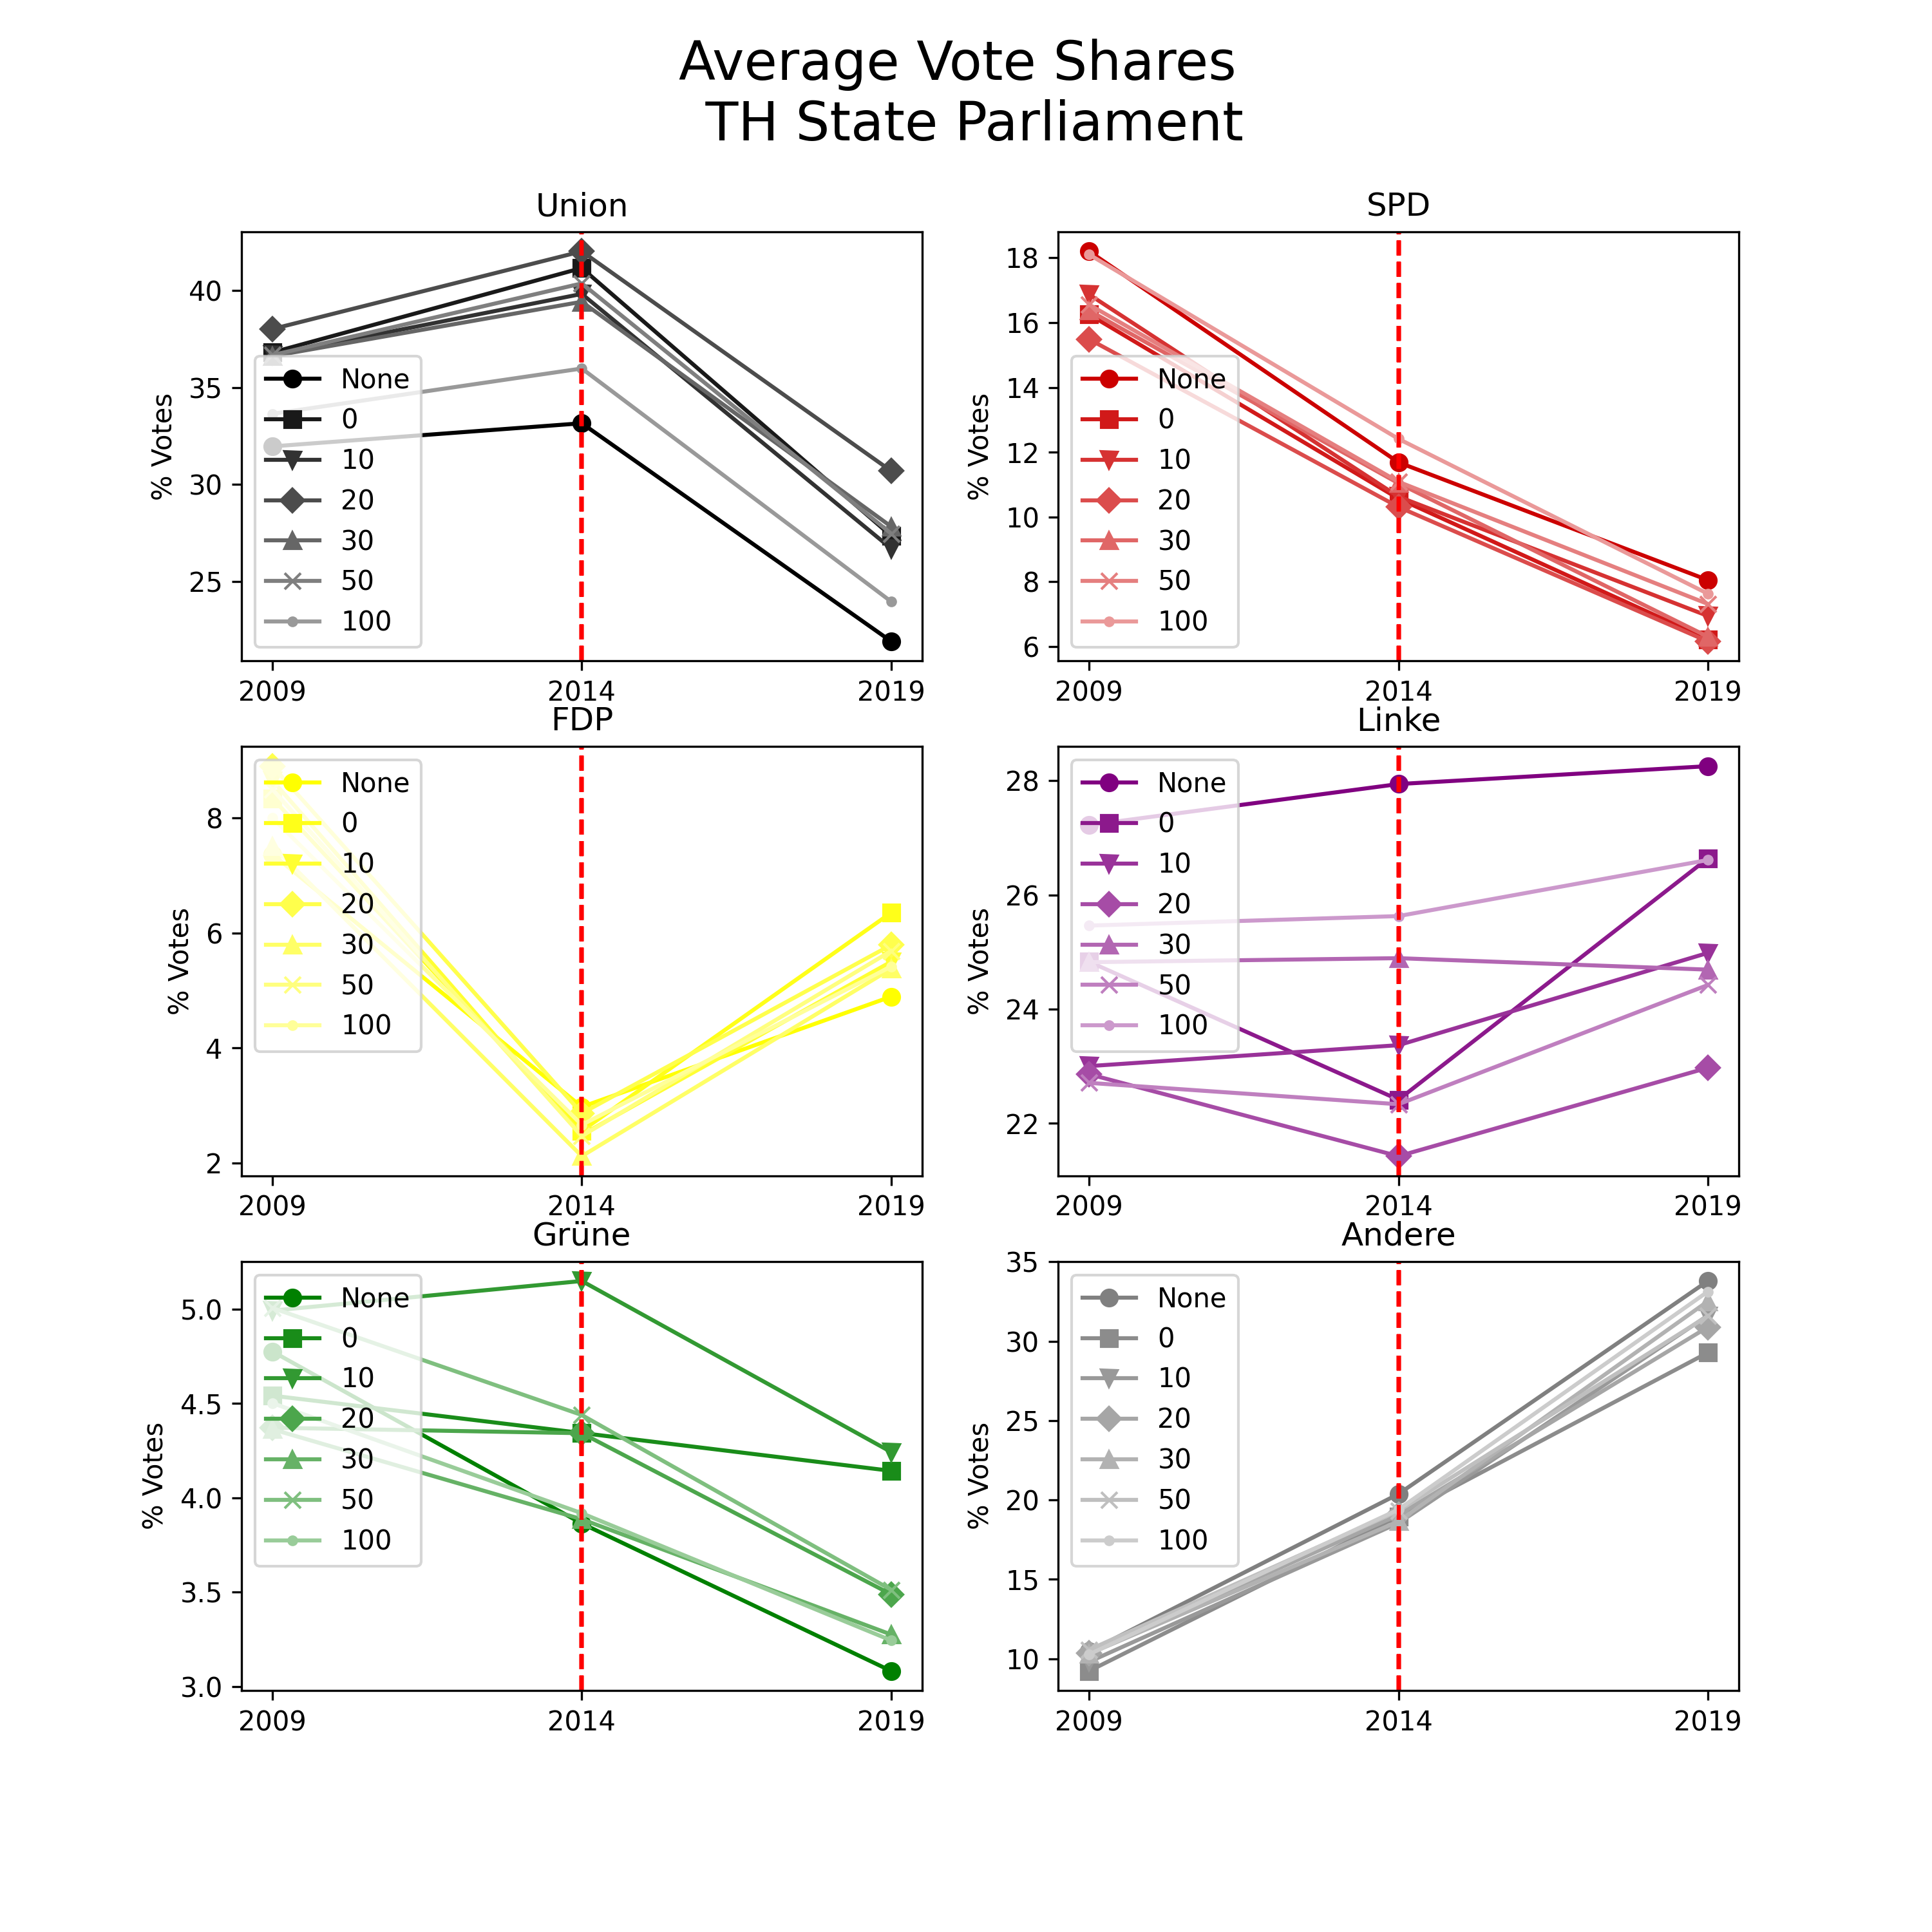 Average Vote Shares
TH State Parliament
Union
% Votes
40
35
30
25
None
0
10
20
30
50
100
2009 2014 2019
SPD
% Votes
18
16
14
12
10
8
6
None
0
10
20
30
50
100
2009 2014 2019
FDP
% Votes
8
6
4
2
None
0
10
20
30
50
100
2009 2014 2019
Linke
% Votes
28
26
24
22
None
0
10
20
30
50
100
2009 2014 2019
Grüne
% Votes
5.0
4.5
4.0
3.5
3.0
None
0
10
20
30
50
100
2009 2014 2019
Andere
% Votes
35
30
25
20
15
10
None
0
10
20
30
50
100
2009 2014 2019